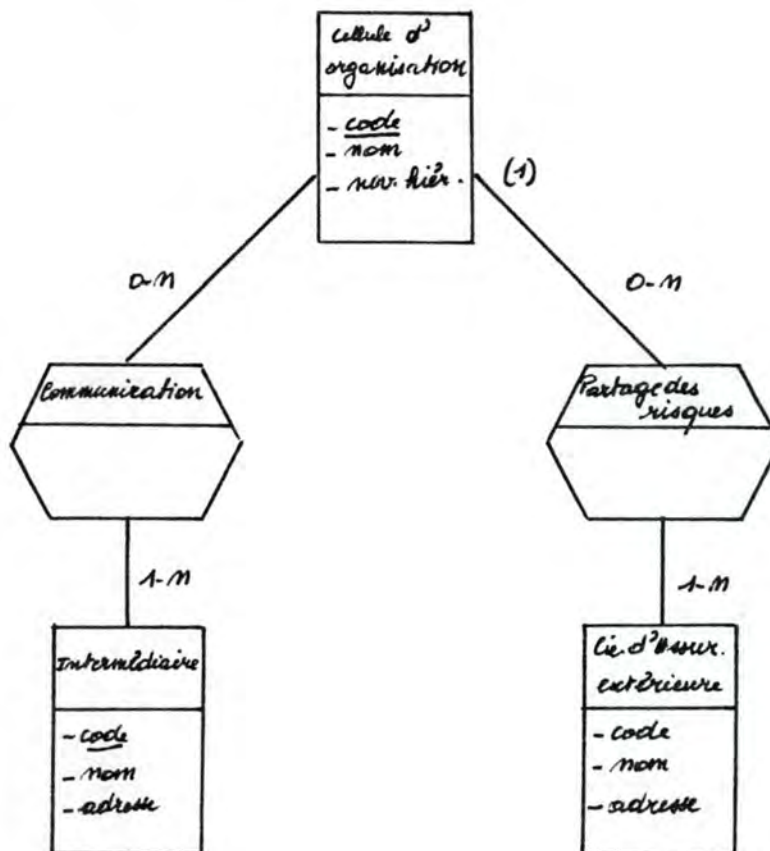 Cellule d'
organisation
- code
- nom
- niv. hiér.
(1)
0-n
0-n
Communication
Partage des
risques
1-n
1-n
Intermédiaire
- code
- nom
- adresse
Cie. d'Assur.
extérieure
- code
- nom
- adresse